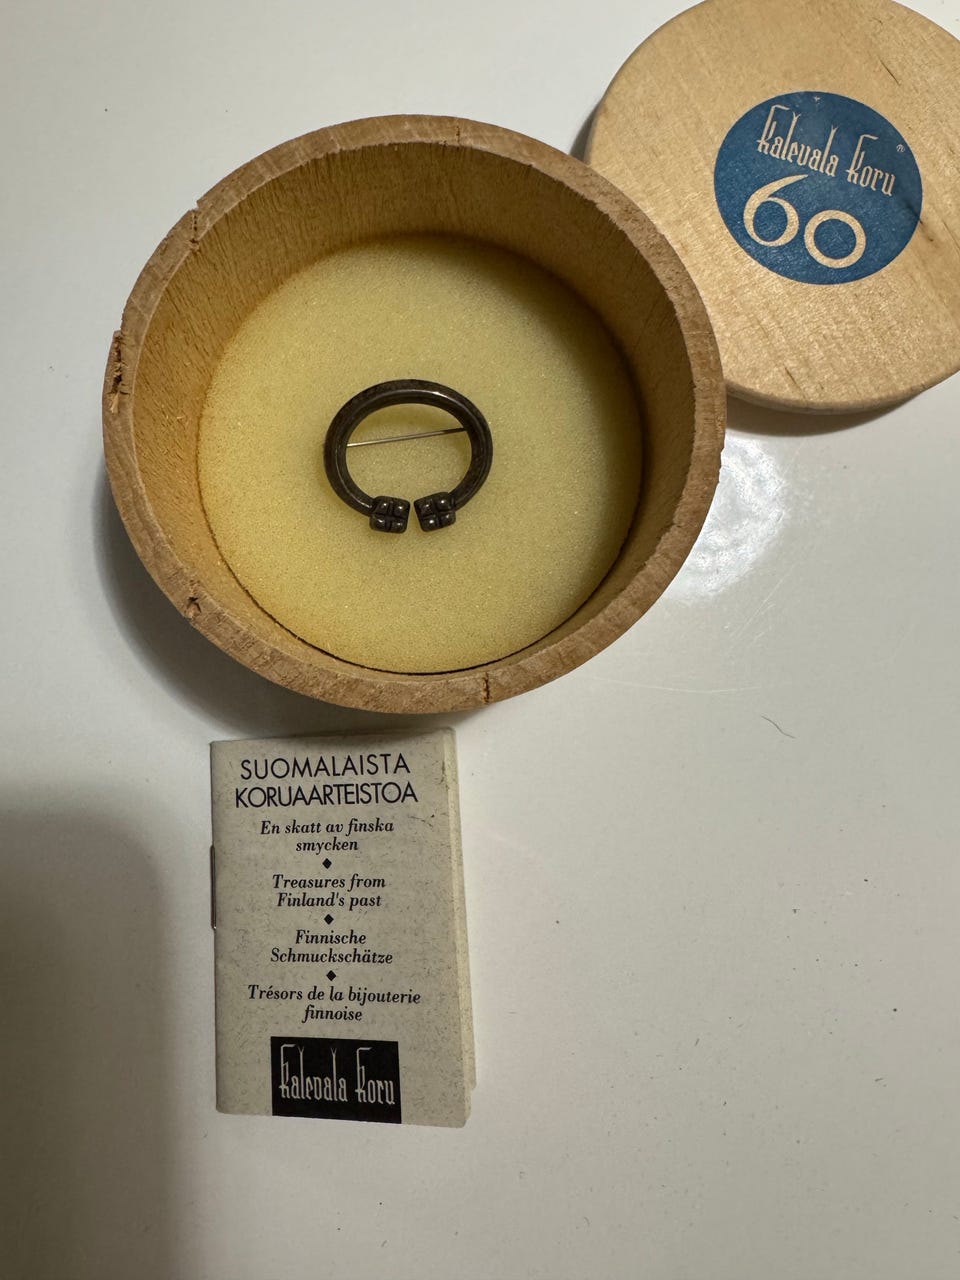 Kalevala Koru®
60
SUOMALAISTA
KORUAARTEISTOA
En skatt av finska
smycken
Treasures from
Finland's past
Finnische
Schmuckschätze
Trésors de la bijouterie
finnoise
Kalevala Koru